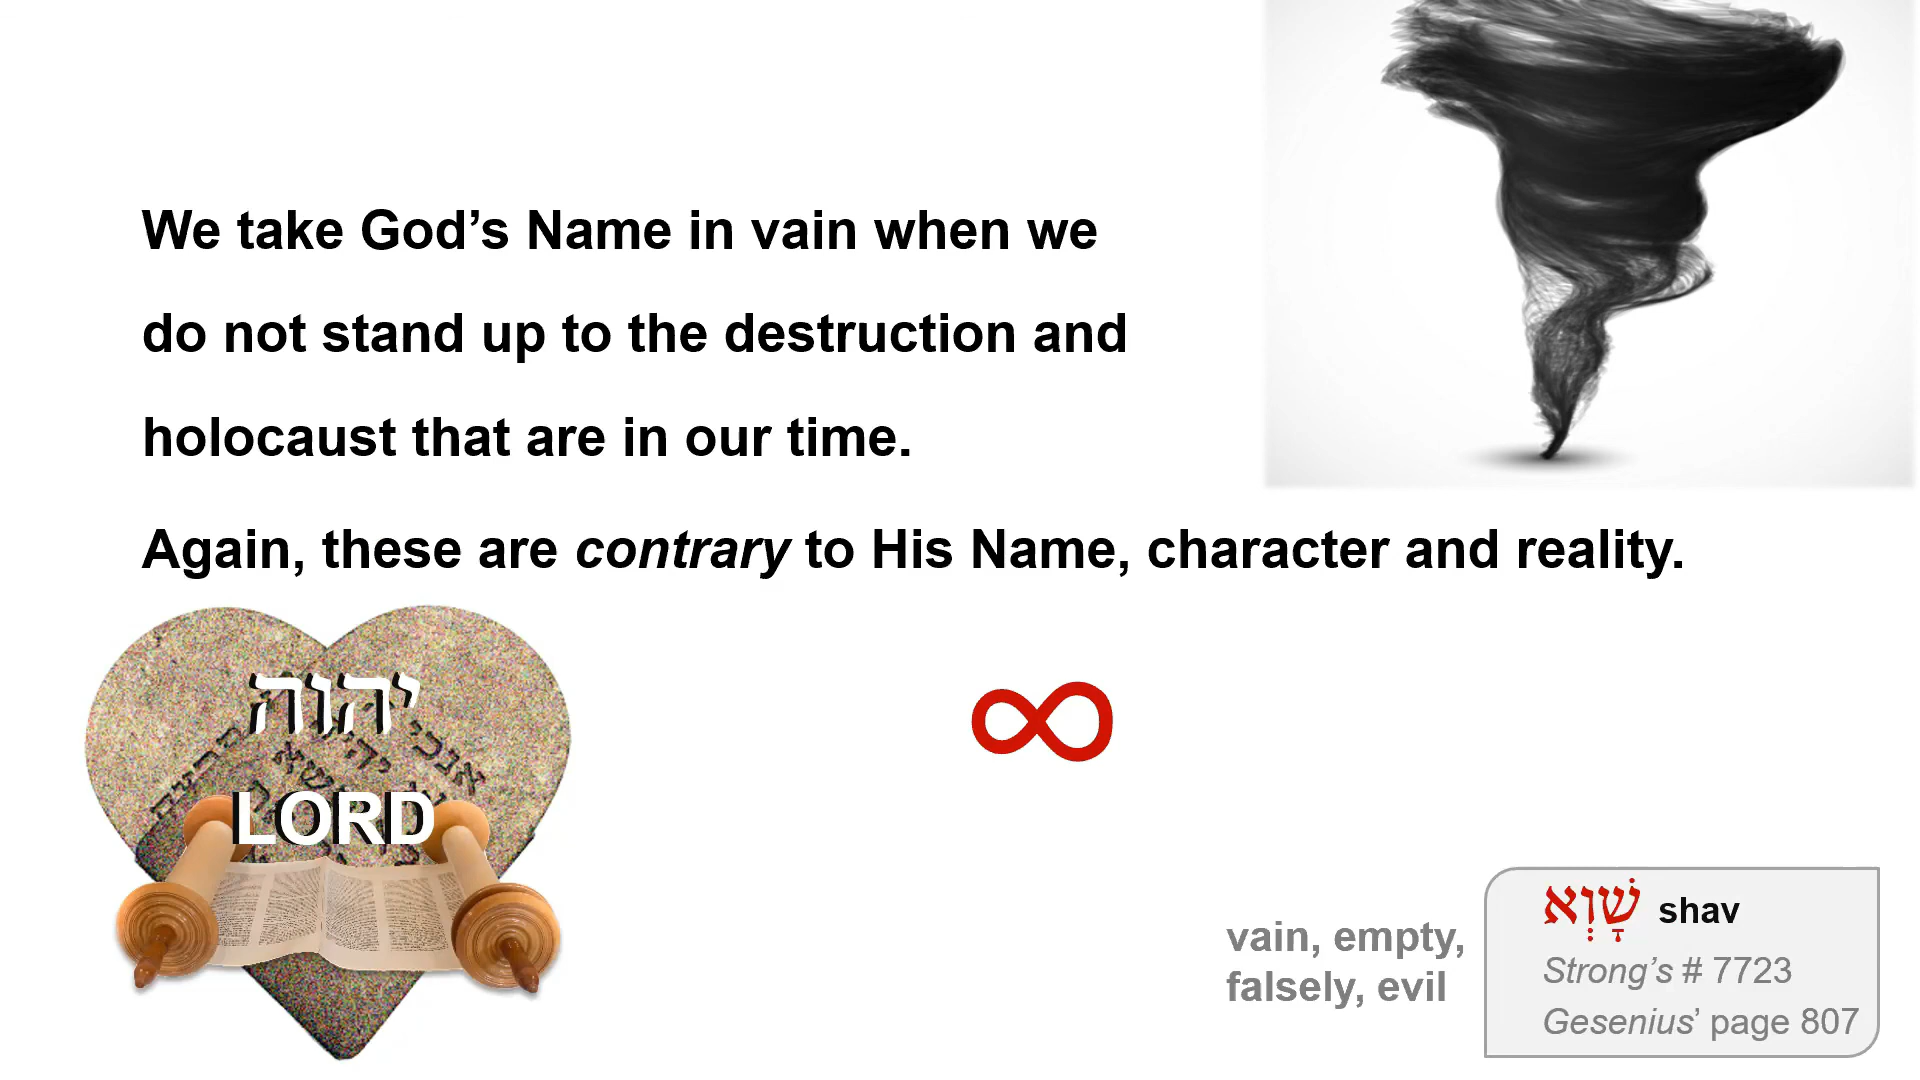 We take God’s Name in vain when we
do not stand up to the destruction and
holocaust that are in our time.
Again, these are contrary to His Name, character and reality.
יהוה
אנכי
LORD
∞
vain, empty,
falsely, evil
שָׁוְא shav
Strong’s # 7723
Gesenius’ page 807